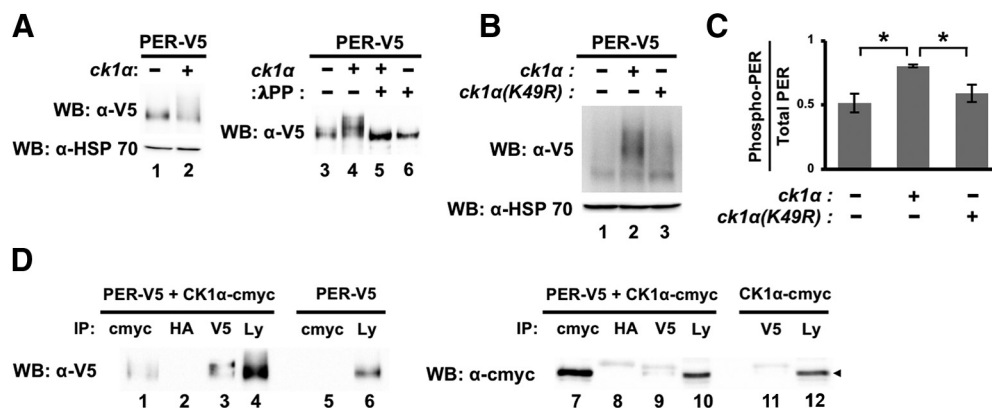 A
PER-V5
ck1α: − +
WB: α-V5
WB: α-HSP 70
1 2
PER-V5
ck1α − + + −
:λPP : − − + +
WB: α-V5
3 4 5 6
B
PER-V5
ck1α : − + −
ck1α(K49R) : − − +
WB: α-V5
WB: α-HSP 70
1 2 3
C
* *
Phospho-PER
Total PER
1
0.5
0
ck1α : − + −
ck1α(K49R) : − − +
D
PER-V5 + CK1α-cmyc PER-V5
IP: cmyc HA V5 Ly cmyc Ly
WB: α-V5
1 2 3 4 5 6
PER-V5 + CK1α-cmyc CK1α-cmyc
IP: cmyc HA V5 Ly V5 Ly
WB: α-cmyc
7 8 9 10 11 12